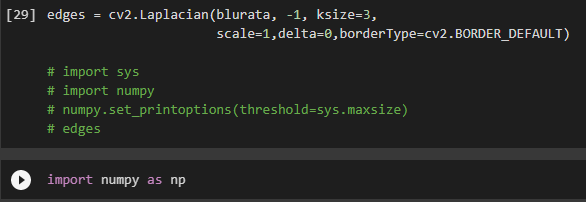 [29] edges = cv2.Laplacian(blurata, -1, ksize=3,
scale=1,delta=0,borderType=cv2.BORDER_DEFAULT)
# import sys
# import numpy
# numpy.set_printoptions(threshold=sys.maxsize)
# edges
import numpy as np